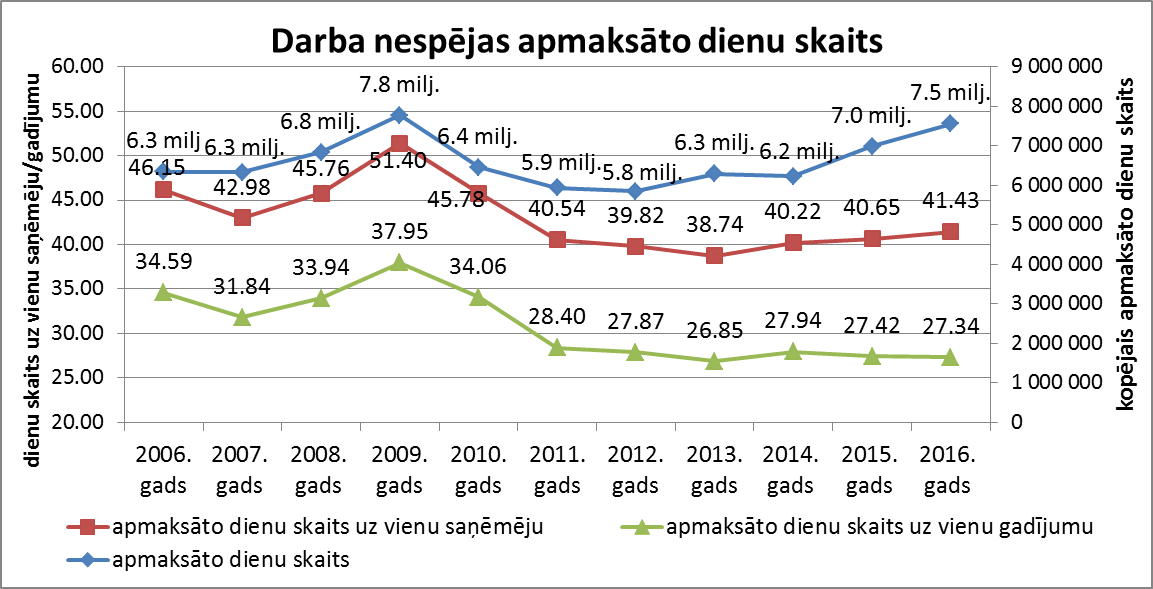 Darba nespējas apmaksāto dienu skaits
dienu skaits uz vienu saņēmēju/gadījumu
60.00
55.00
50.00
45.00
40.00
35.00
30.00
25.00
20.00
6.3 milj
6.3 milj.
6.8 milj.
7.8 milj.
6.4 milj.
5.9 milj.
5.8 milj.
6.3 milj.
6.2 milj.
7.0 milj.
7.5 milj.
46.15
42.98
45.76
51.40
45.78
40.54
39.82
38.74
40.22
40.65
41.43
34.59
31.84
33.94
37.95
34.06
28.40
27.87
26.85
27.94
27.42
27.34
9 000 000
8 000 000
7 000 000
6 000 000
5 000 000
4 000 000
3 000 000
2 000 000
1 000 000
0
kopējais apmaksāto dienu skaits
2006. gads
2007. gads
2008. gads
2009. gads
2010. gads
2011. gads
2012. gads
2013. gads
2014. gads
2015. gads
2016. gads
apmaksāto dienu skaits uz vienu saņēmēju
apmaksāto dienu skaits uz vienu gadījumu
apmaksāto dienu skaits